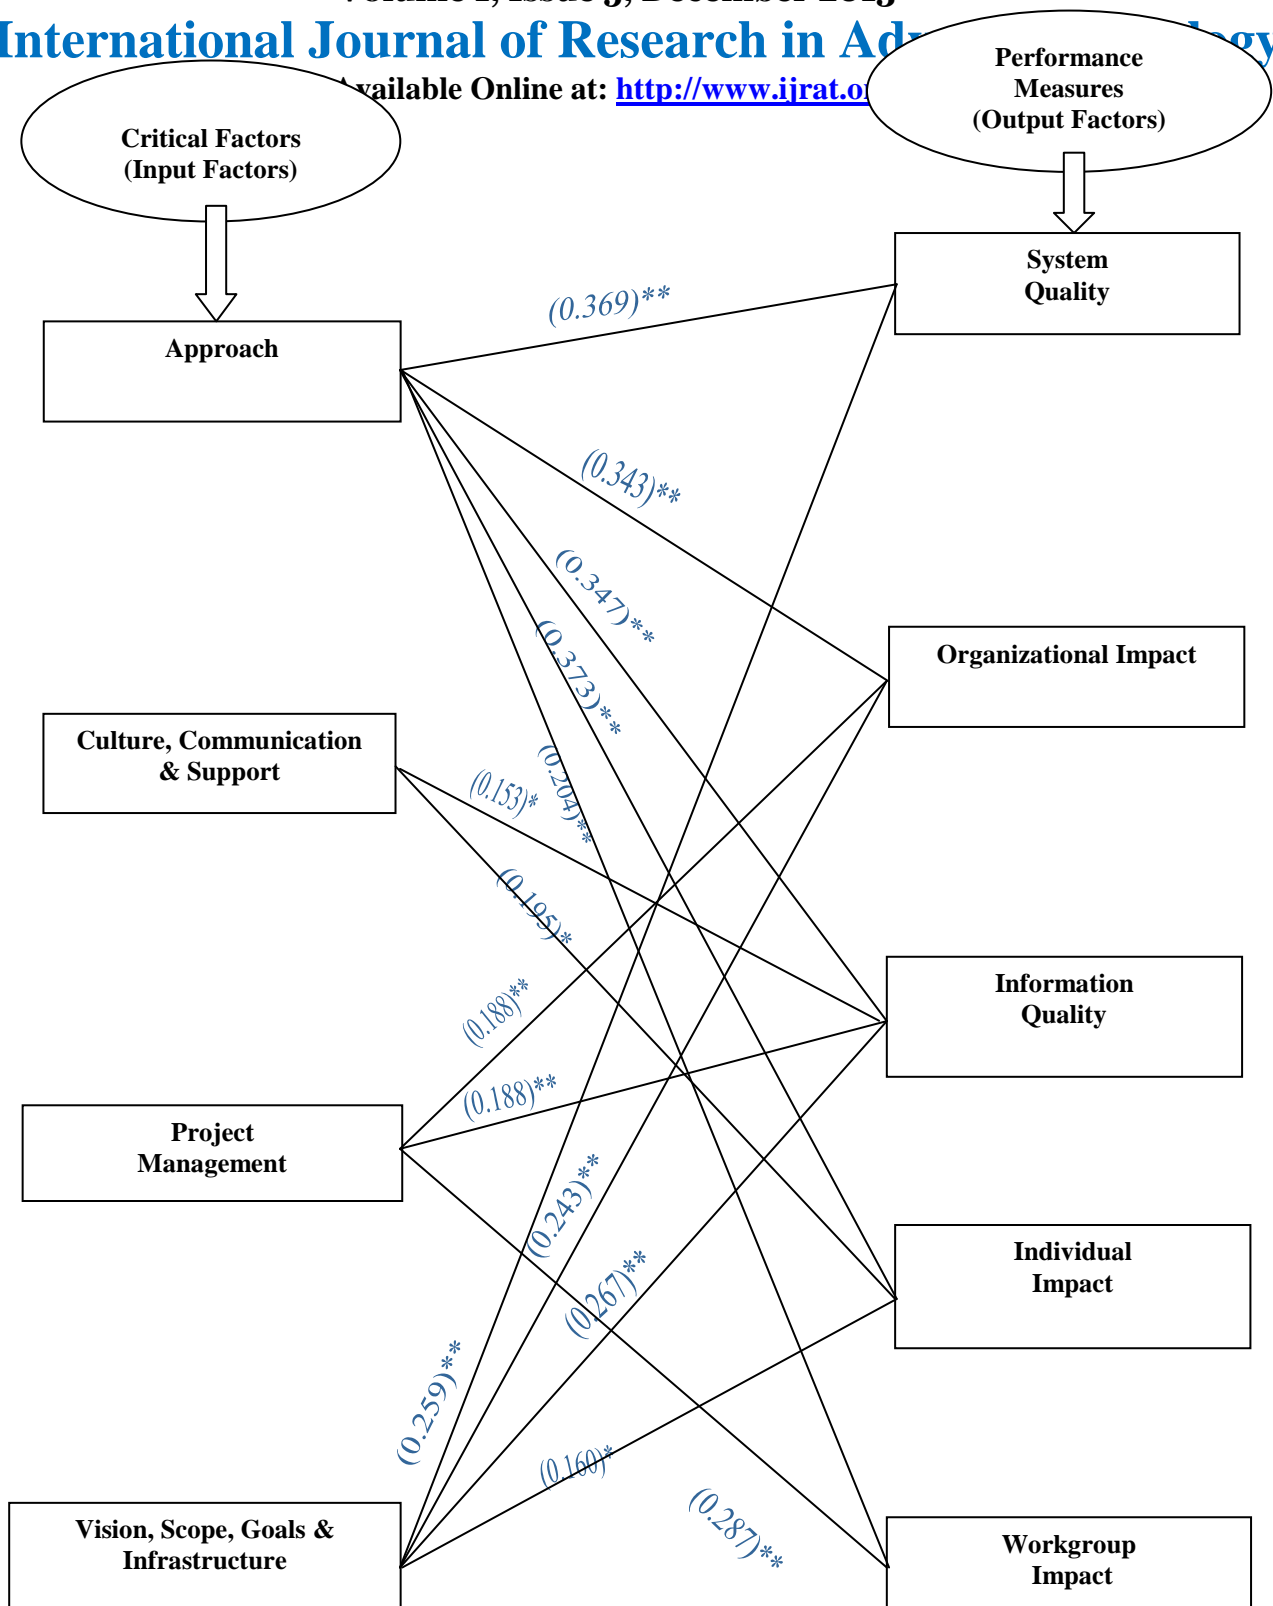 International Journal of Research in
Available Online at: http://www.ijrat.o
Performance
Measures
(Output Factors)
Critical Factors
(Input Factors)
System
Quality
(0.369)**
Approach
(0.343)**
(0.347)**
(0.373)**
Organizational Impact
Culture, Communication
& Support
(0.204)**
(0.153)*
(0.195)*
Information
Quality
(0.188)**
(0.188)**
Project
Management
(0.243)**
Individual
Impact
(0.267)**
(0.259)**
(0.160)*
(0.287)**
Vision, Scope, Goals &
Infrastructure
Workgroup
Impact